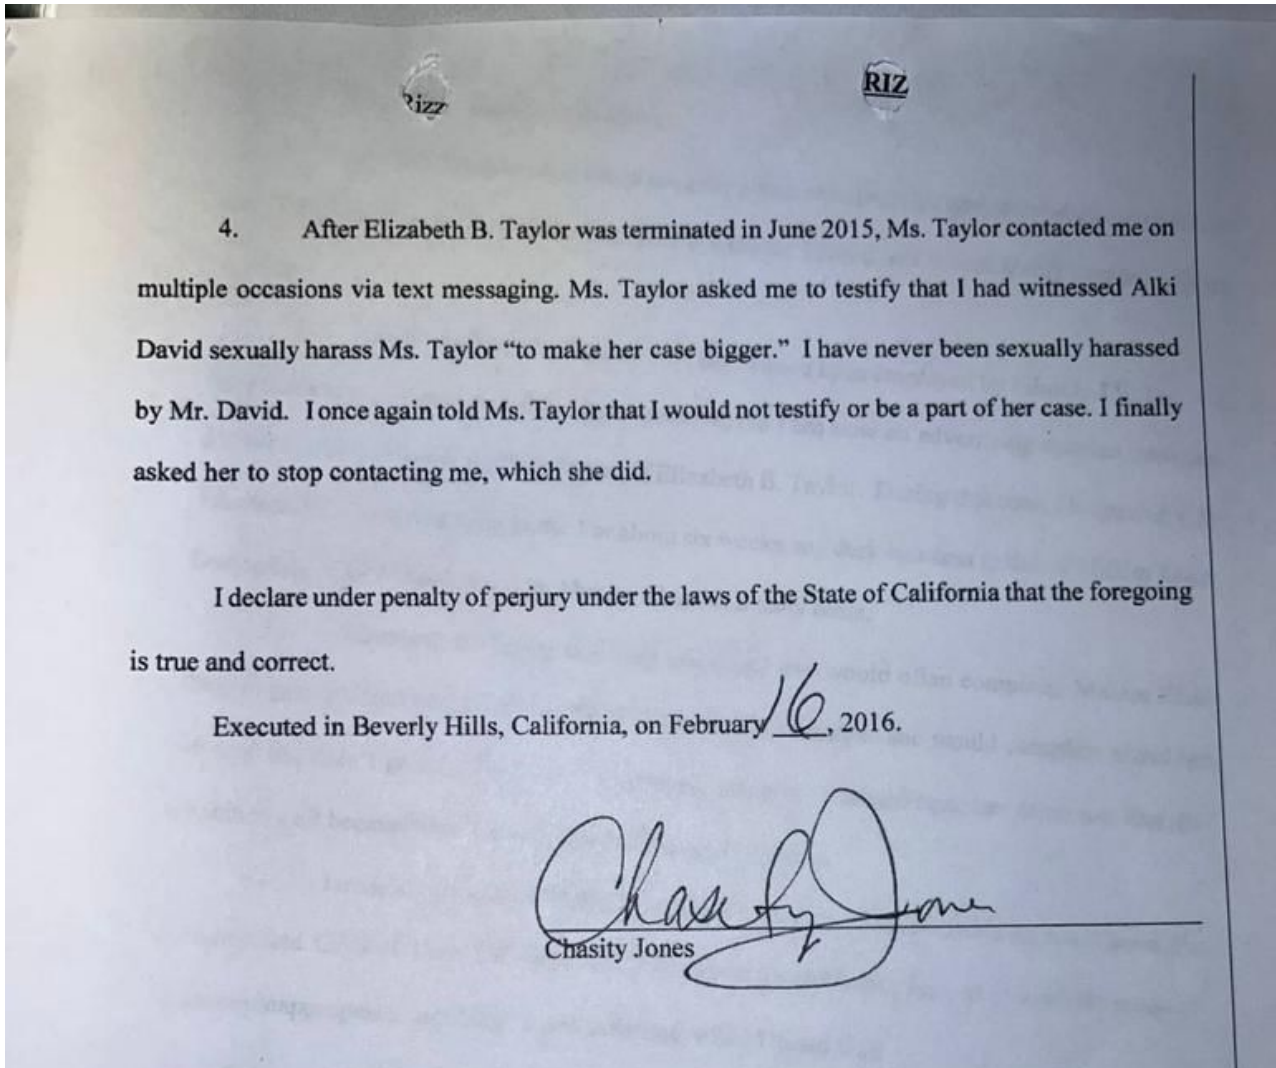 Rizz RIZ
4. After Elizabeth B. Taylor was terminated in June 2015, Ms. Taylor contacted me on
multiple occasions via text messaging. Ms. Taylor asked me to testify that I had witnessed Alki
David sexually harass Ms. Taylor “to make her case bigger.” I have never been sexually harassed
by Mr. David. I once again told Ms. Taylor that I would not testify or be a part of her case. I finally
asked her to stop contacting me, which she did.
I declare under penalty of perjury under the laws of the State of California that the foregoing
is true and correct.
Executed in Beverly Hills, California, on February 16, 2016.
Chasity Jones
Chasity Jones